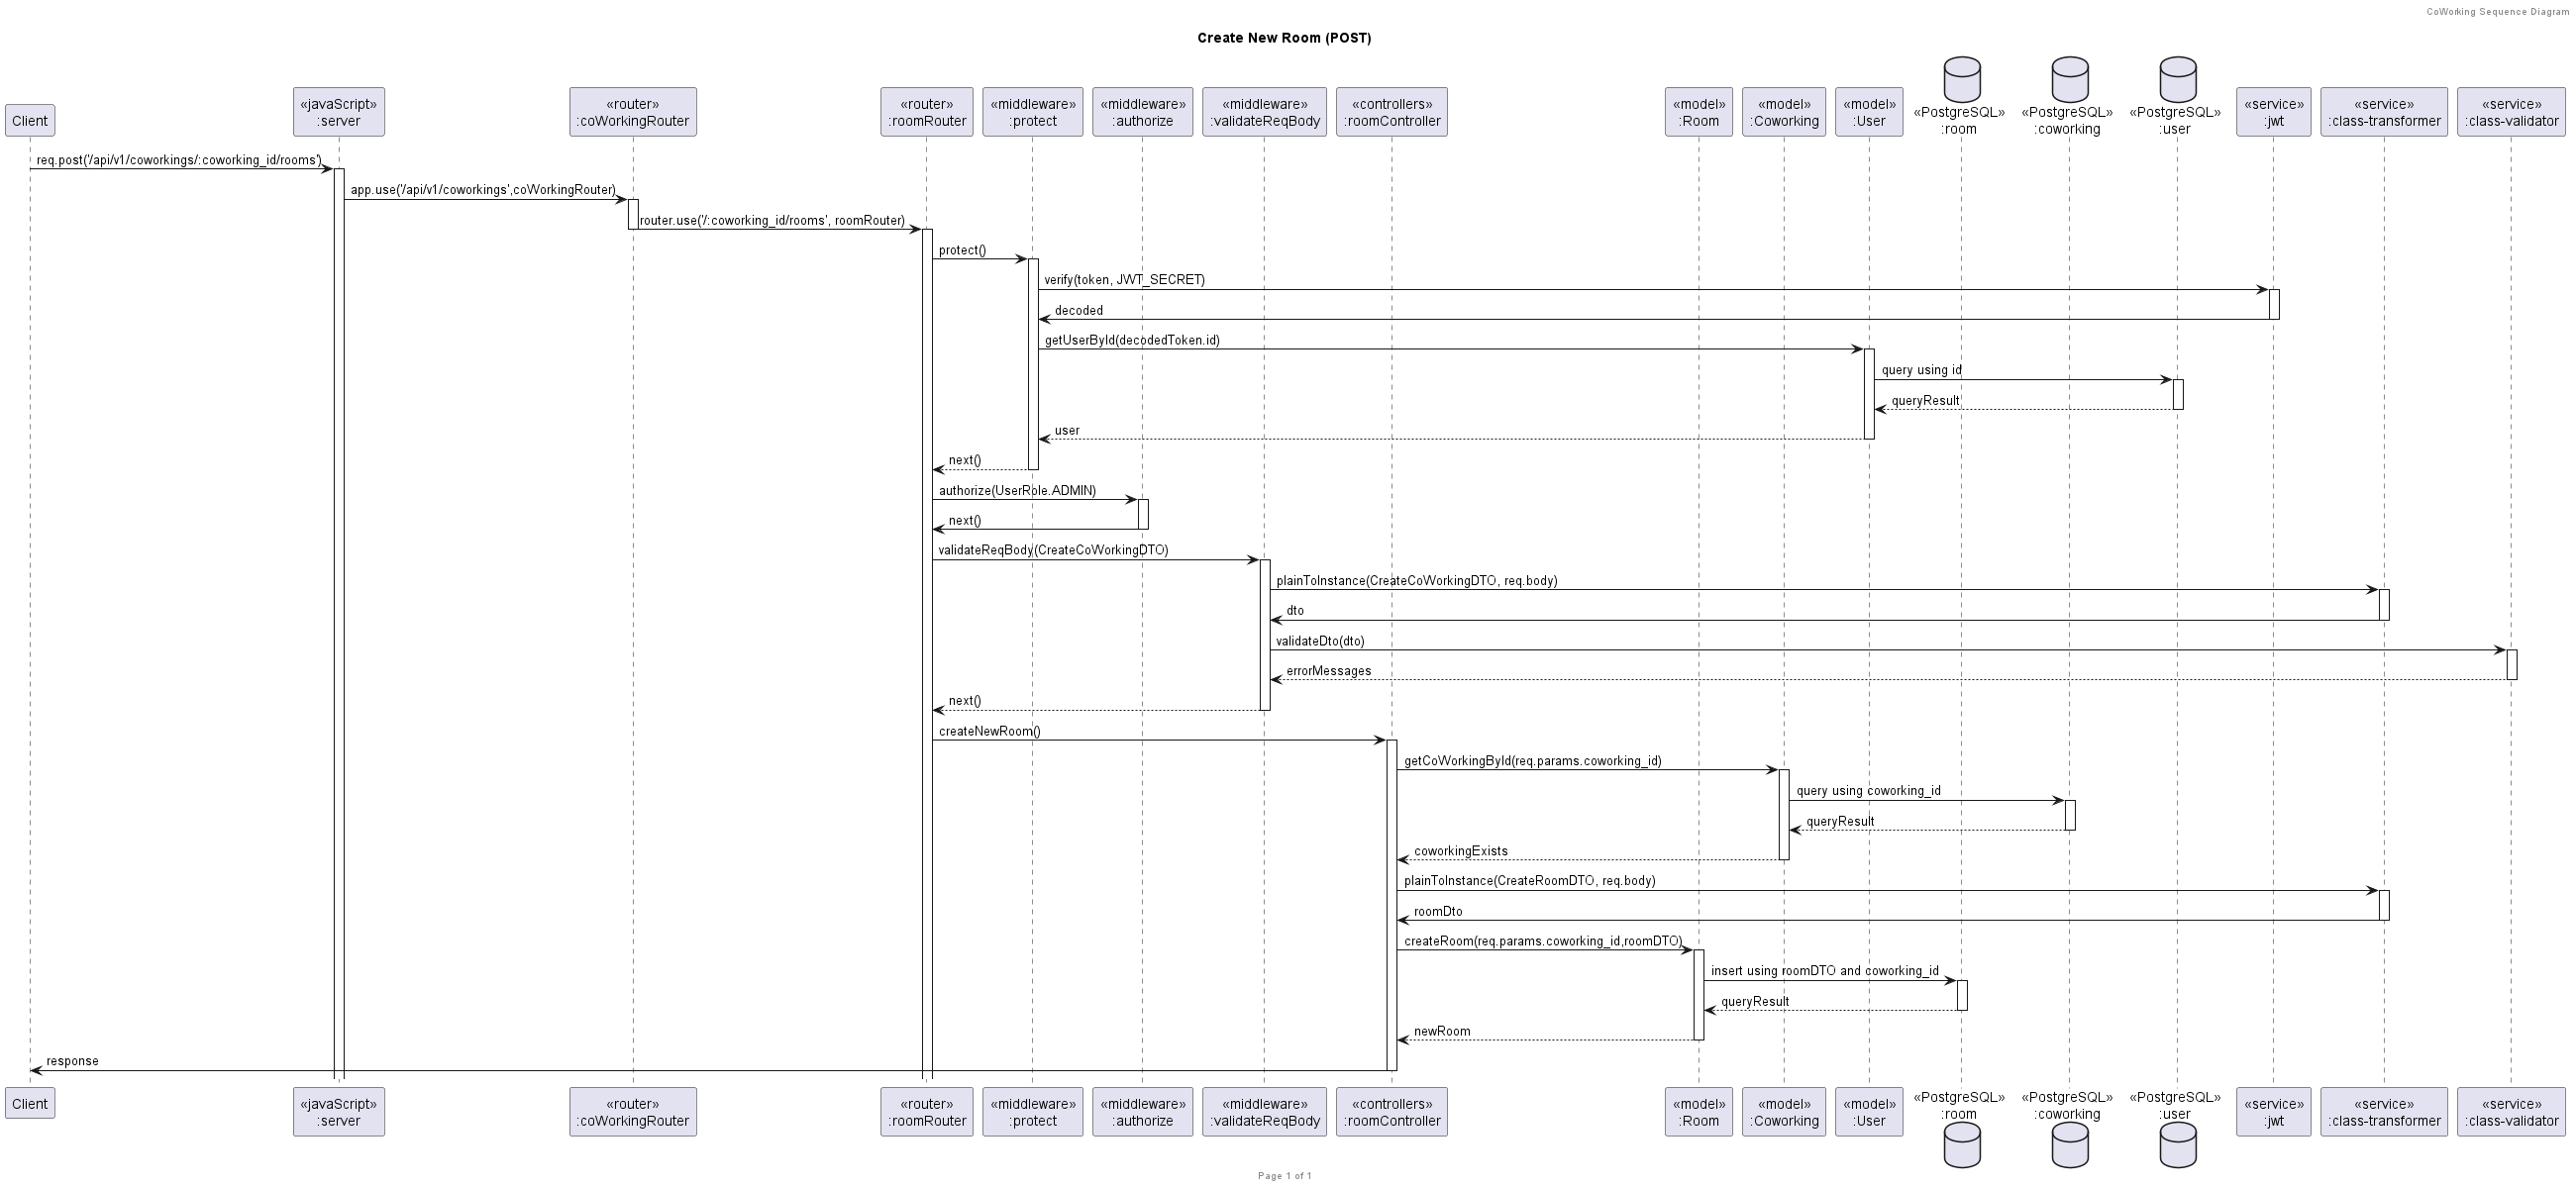 CoWorking Sequence Diagram
Create New Room (POST)
Client
«javaScript»
:server
«router»
:coWorkingRouter
«router»
:roomRouter
«middleware»
:protect
«middleware»
:authorize
«middleware»
:validateReqBody
«controllers»
:roomController
«model»
:Room
«model»
:Coworking
«model»
:User
«PostgreSQL»
:room
«PostgreSQL»
:coworking
«PostgreSQL»
:user
«service»
:jwt
«service»
:class-transformer
«service»
:class-validator
req.post('/api/v1/coworkings/:coworking_id/rooms')
app.use('/api/v1/coworkings',coWorkingRouter)
router.use('/:coworking_id/rooms', roomRouter)
protect()
verify(token, JWT_SECRET)
decoded
getUserById(decodedToken.id)
query using id
queryResult
user
next()
authorize(UserRole.ADMIN)
next()
validateReqBody(CreateCoWorkingDTO)
plainToInstance(CreateCoWorkingDTO, req.body)
dto
validateDto(dto)
errorMessages
next()
createNewRoom()
getCoWorkingById(req.params.coworking_id)
query using coworking_id
queryResult
coworkingExists
plainToInstance(CreateRoomDTO, req.body)
roomDto
createRoom(req.params.coworking_id,roomDTO)
insert using roomDTO and coworking_id
queryResult
newRoom
response
Client
«javaScript»
:server
«router»
:coWorkingRouter
«router»
:roomRouter
«middleware»
:protect
«middleware»
:authorize
«middleware»
:validateReqBody
«controllers»
:roomController
«model»
:Room
«model»
:Coworking
«model»
:User
«PostgreSQL»
:room
«PostgreSQL»
:coworking
«PostgreSQL»
:user
«service»
:jwt
«service»
:class-transformer
«service»
:class-validator
Page 1 of 1